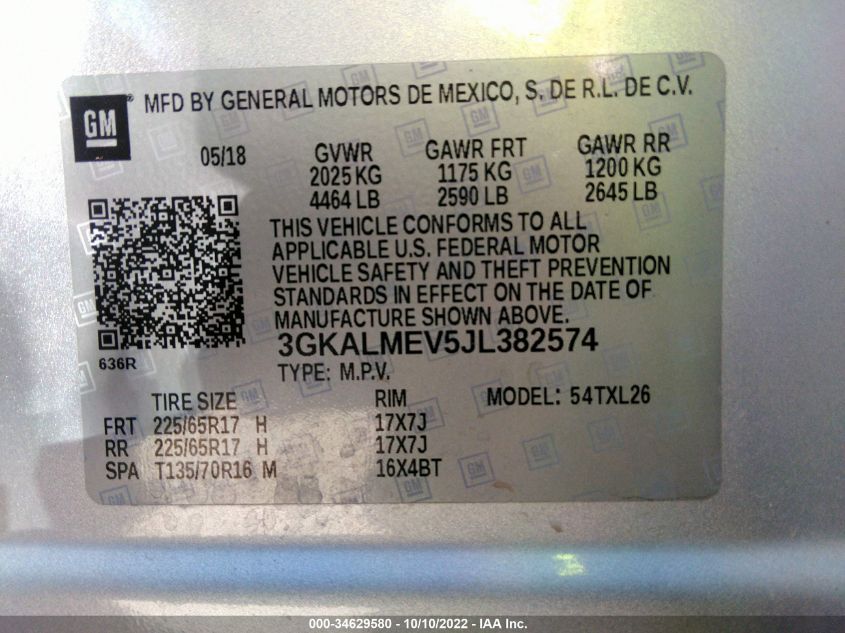 GM ® MFD BY GENERAL MOTORS DE MEXICO, S. DE R.L. DE C.V.
05/18 GVWR GAWR FRT GAWR RR
2025 KG 1175 KG 1200 KG
4464 LB 2590 LB 2645 LB
THIS VEHICLE CONFORMS TO ALL
APPLICABLE U.S. FEDERAL MOTOR
VEHICLE SAFETY AND THEFT PREVENTION
STANDARDS IN EFFECT ON THE DATE OF
MANUFACTURE SHOWN ABOVE.
3GKALMEV5JL382574
636R
TYPE: M.P.V.
TIRE SIZE RIM MODEL: 54TXL26
FRT 225/65R17 H 17X7J
RR 225/65R17 H 17X7J
SPA T135/70R16 M 16X4BT
000-34629580 - 10/10/2022 - IAA Inc.